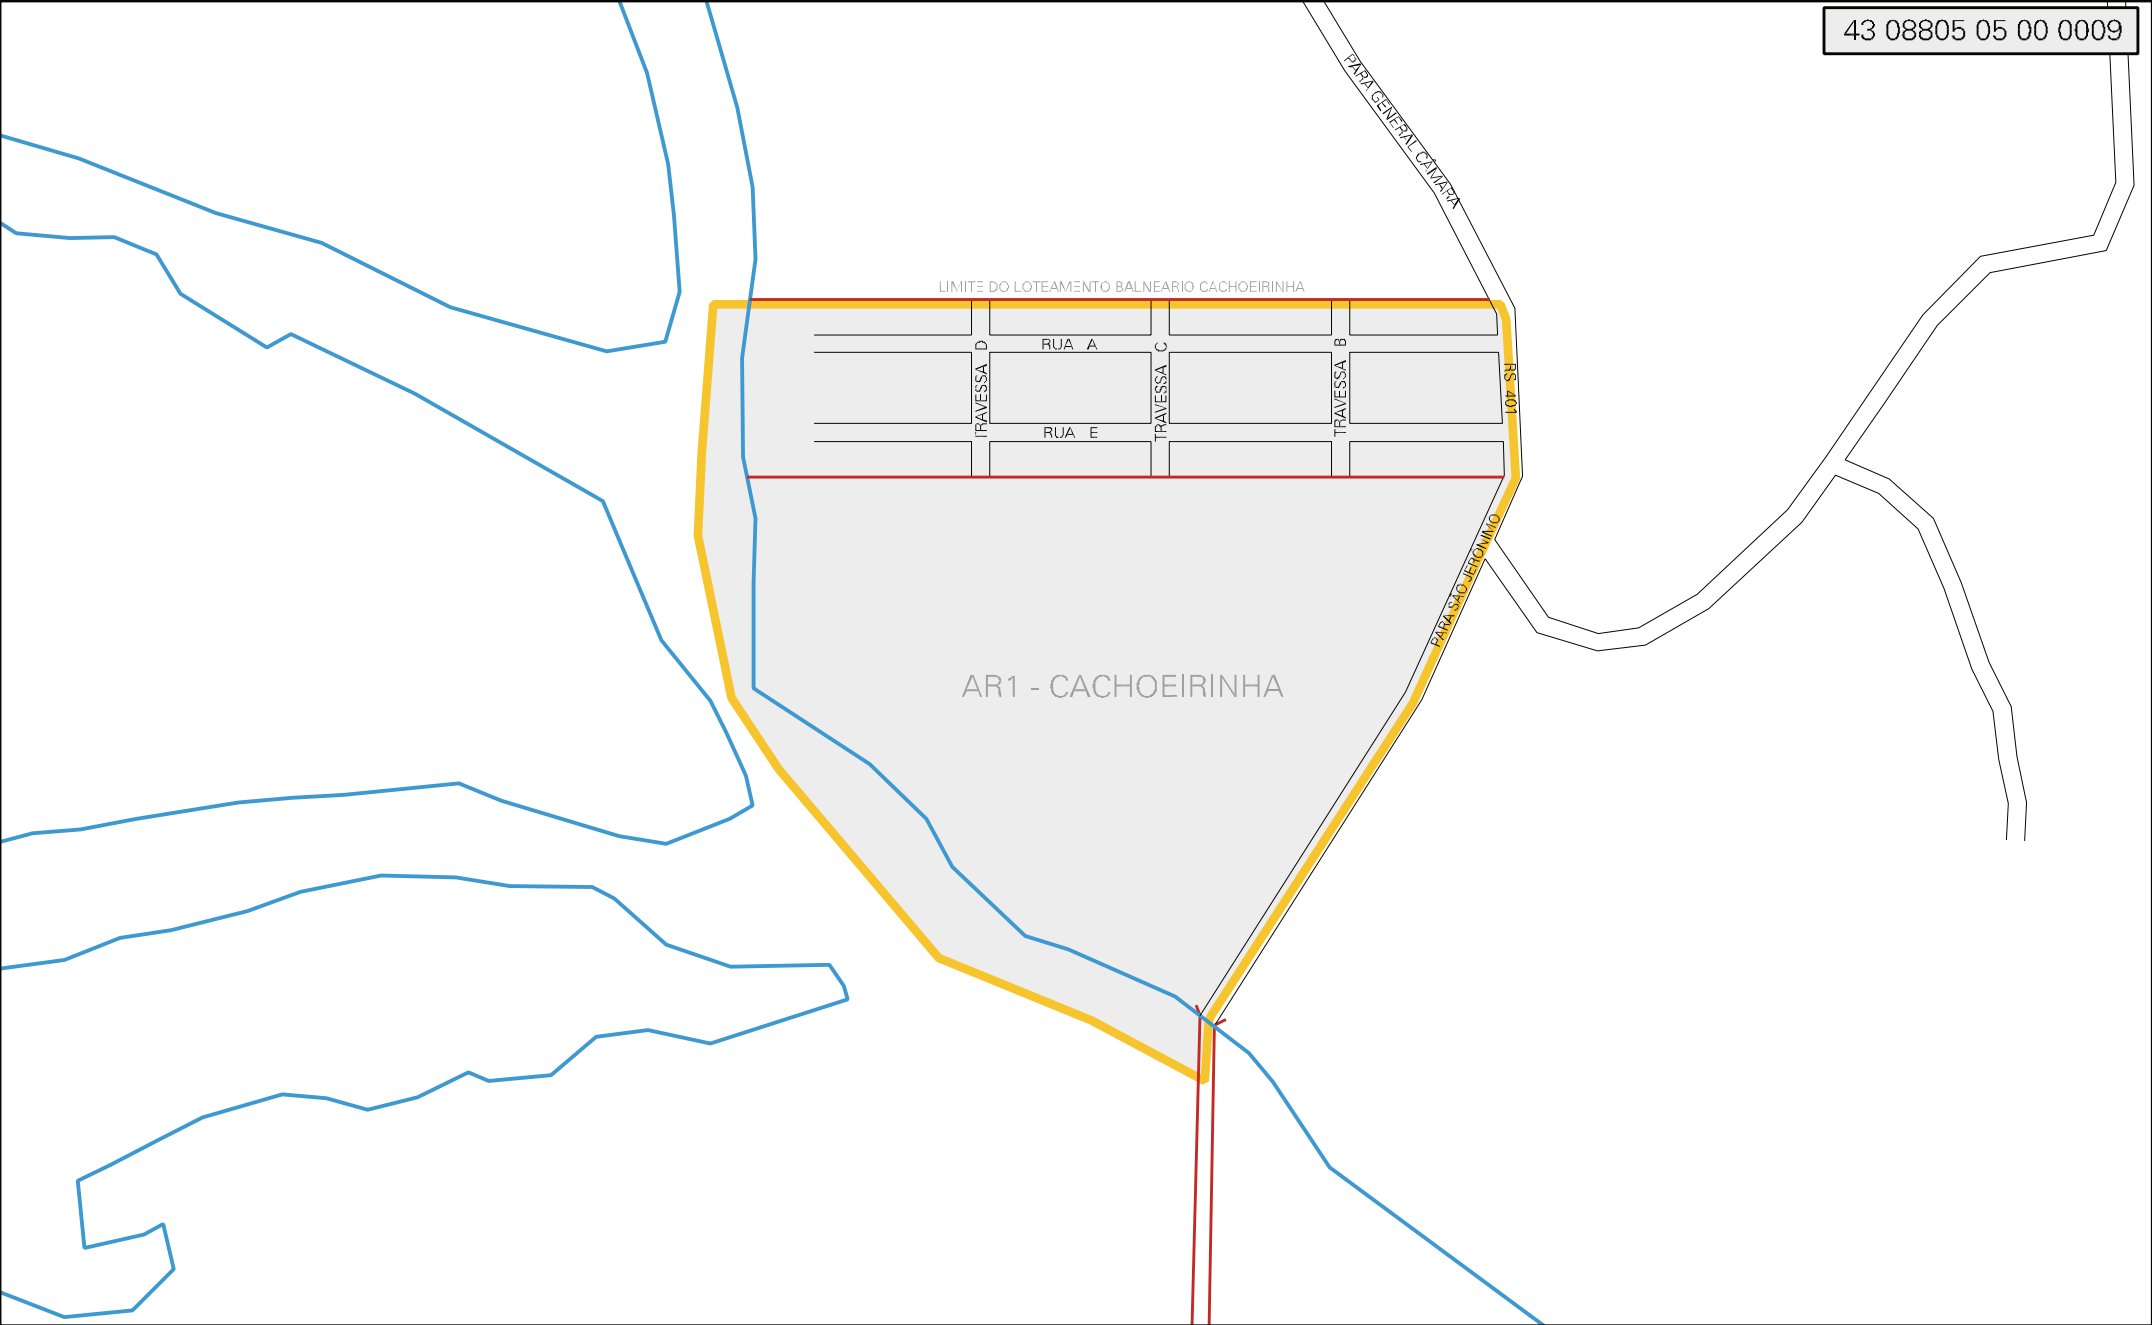 43 08805 05 00 0009
PARA GENERAL CÂMARA
LIMITE DO LOTEAMENTO BALNEARIO CACHOEIRINHA
RUA A
TRAVESSA D
TRAVESSA C
TRAVESSA B
RS 401
RUA E
PARA SÃO JERONIMO
AR1 - CACHOEIRINHA